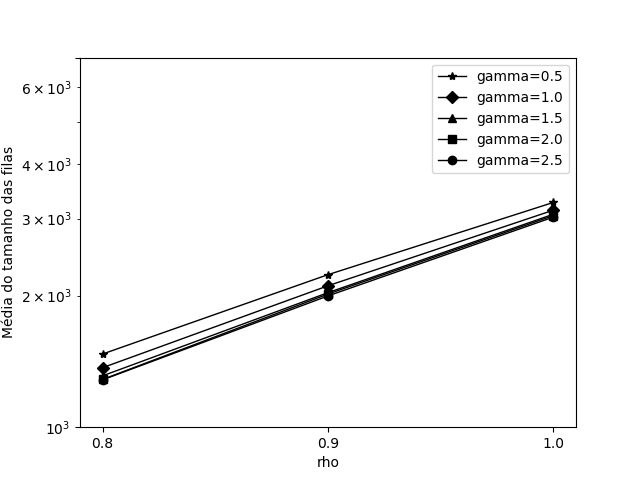 6 × 10³
4 × 10³
3 × 10³
2 × 10³
10³
Média do tamanho das filas
gamma=0.5
gamma=1.0
gamma=1.5
gamma=2.0
gamma=2.5
0.8
0.9
1.0
rho